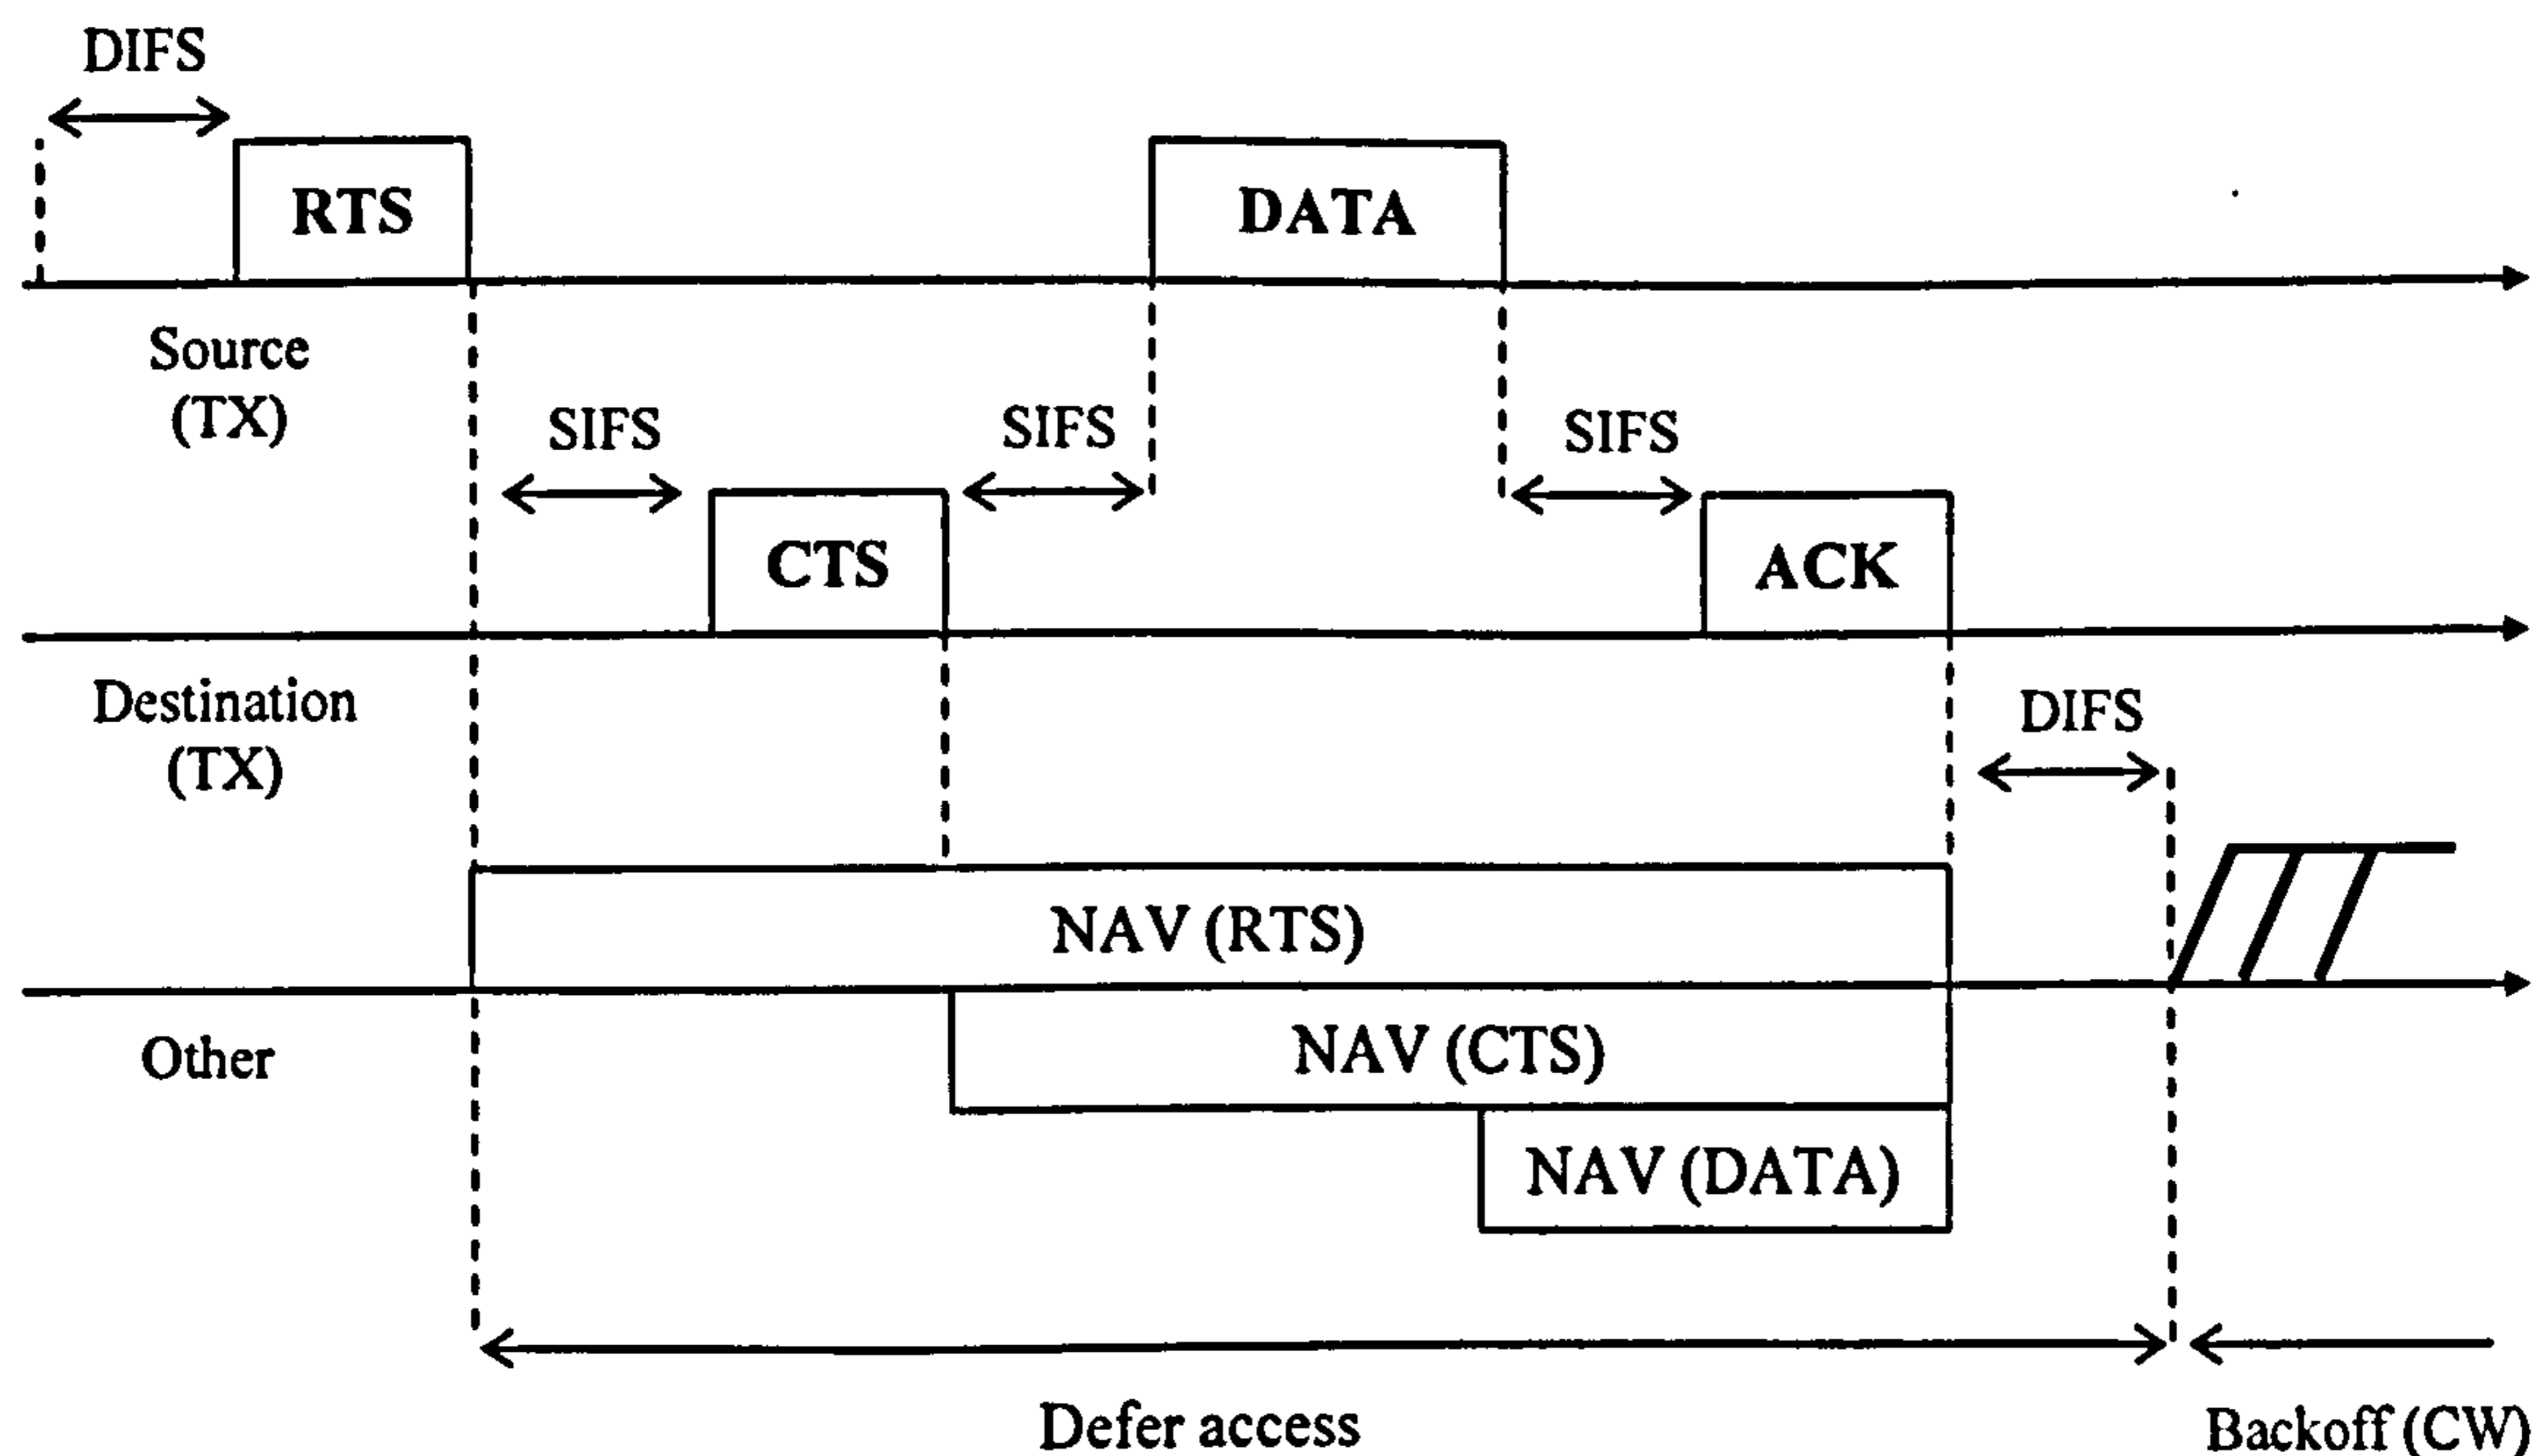 DIFS
RTS
DATA
Source
(TX)
SIFS
SIFS
SIFS
CTS
ACK
Destination
(TX)
DIFS
NAV (RTS)
Other
NAV (CTS)
NAV (DATA)
Defer access
Backoff (CW)